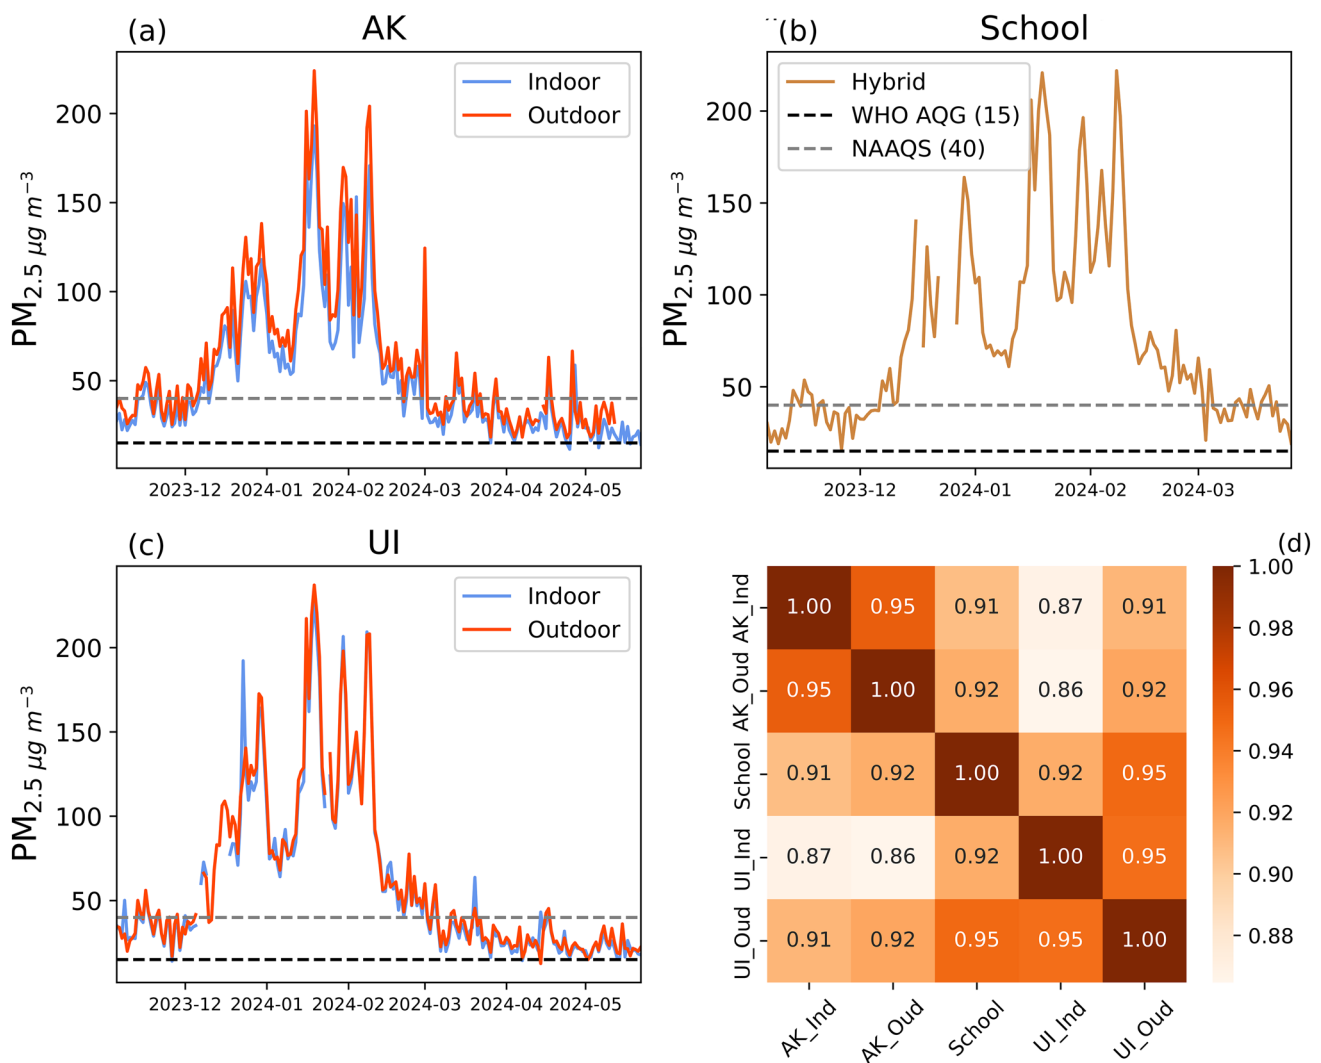 (a) AK
Indoor
Outdoor
200
150
100
50
PM2.5 µg m−3
2023-12 2024-01 2024-02 2024-03 2024-04 2024-05
(b) School
Hybrid
WHO AQG (15)
NAAQS (40)
200
150
100
50
PM2.5 µg m−3
2023-12 2024-01 2024-02 2024-03
(c) UI
Indoor
Outdoor
200
150
100
50
PM2.5 µg m−3
2023-12 2024-01 2024-02 2024-03 2024-04 2024-05
(d)
AK_Ind 1.00 0.95 0.91 0.87 0.91
AK_Oud 0.95 1.00 0.92 0.86 0.92
School 0.91 0.92 1.00 0.92 0.95
UI_Ind 0.87 0.86 0.92 1.00 0.95
UI_Oud 0.91 0.92 0.95 0.95 1.00
AK_Ind AK_Oud School UI_Ind UI_Oud
1.00
0.98
0.96
0.94
0.92
0.90
0.88